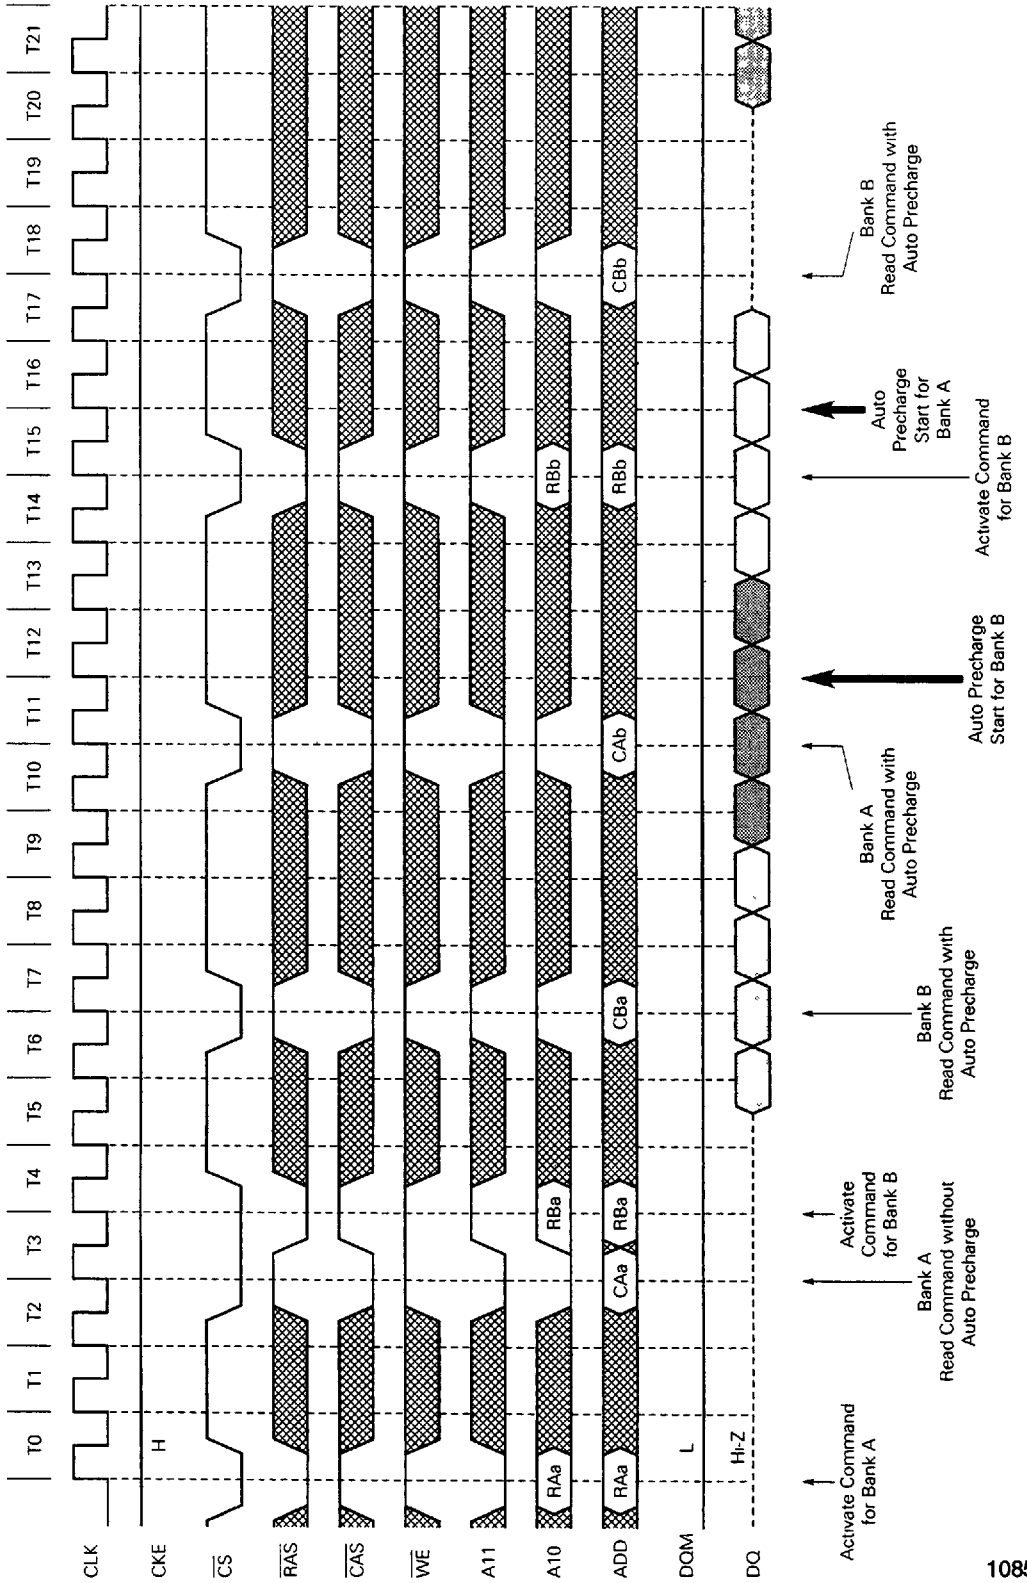 T0 T1 T2 T3 T4 T5 T6 T7 T8 T9 T10 T11 T12 T13 T14 T15 T16 T17 T18 T19 T20 T21
CLK
CKE H
CS
RAS
CAS
WE
A11
A10 RAa RBa RBb
ADD RAa CAa RBa CBa CAb RBb CBb
DQM L
DQ Hi-Z
Activate Command
for Bank A
Bank A
Read Command without
Auto Precharge
Activate
Command
for Bank B
Bank B
Read Command with
Auto Precharge
Bank A
Read Command with
Auto Precharge
Auto Precharge
Start for Bank B
Activate Command
for Bank B
Auto
Precharge
Start for
Bank A
Bank B
Read Command with
Auto Precharge